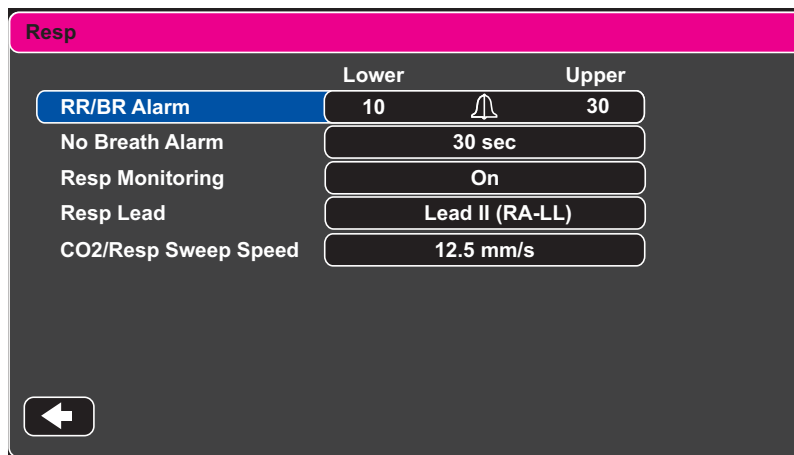 Resp
Lower Upper
RR/BR Alarm 10 30
No Breath Alarm 30 sec
Resp Monitoring On
Resp Lead Lead II (RA-LL)
CO2/Resp Sweep Speed 12.5 mm/s